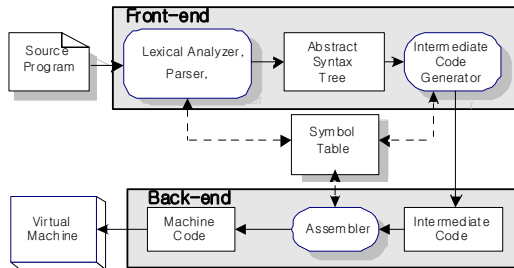 Front-end
Source
Program
Lexical Analyzer,
Parser,
Abstract
Syntax
Tree
Intermediate
Code
Generator
Symbol
Table
Back-end
Virtual
Machine
Machine
Code
Assembler
Intermediate
Code